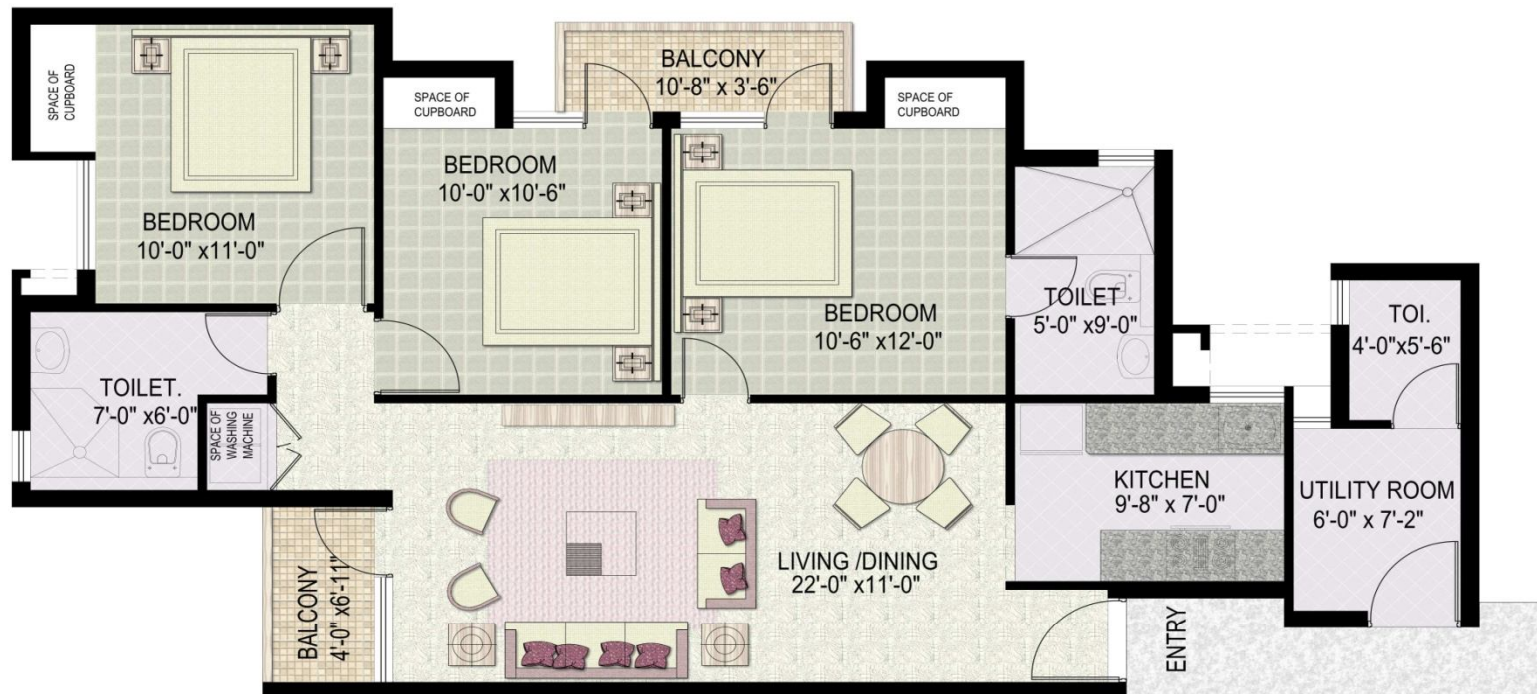 SPACE OF
CUPBOARD
BEDROOM
10'-0" x11'-0"
SPACE OF
CUPBOARD
BEDROOM
10'-0" x10'-6"
BALCONY
10'-8" x 3'-6"
SPACE OF
CUPBOARD
BEDROOM
10'-6" x12'-0"
TOILET
5'-0" x9'-0"
TOI.
4'-0"x5'-6"
TOILET.
7'-0" x6'-0"
SPACE OF
WASHING
MACHINE
BALCONY
4'-0" x6'-11"
LIVING /DINING
22'-0" x11'-0"
KITCHEN
9'-8" x 7'-0"
UTILITY ROOM
6'-0" x 7'-2"
ENTRY